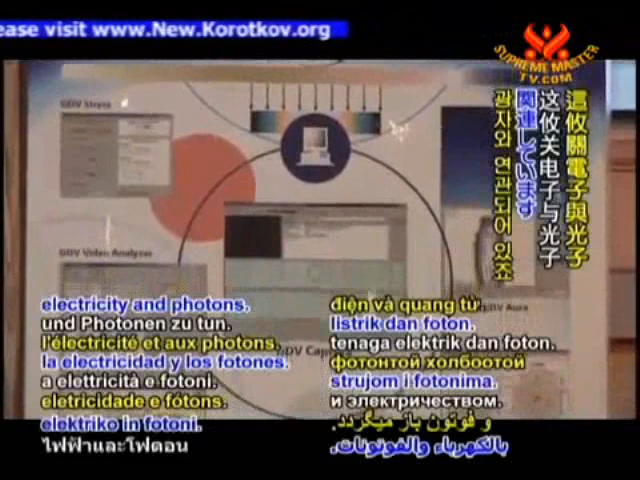 ease visit www.New.Korotkov.org
SUPREME MASTER
TV.COM
這攸關電子與光子
这攸关电子与光子
関連しています
광자와 연관되어 있죠
GDV Video Analyzer
GDV
electricity and photons.
und Photonen zu tun.
l'électricité et aux photons.
la electricidad y los fotones.
a elettricità e fotoni.
eletricidade e fótons.
elektriko in fotoni.
ไฟฟ้าและโฟตอน
điện và quang tử.
listrik dan foton.
tenaga elektrik dan foton.
фотонтой холбоотой
strujom i fotonima.
и электричеством.
و فوتون باز میگردد.
بالكهرباء والفوتونات.